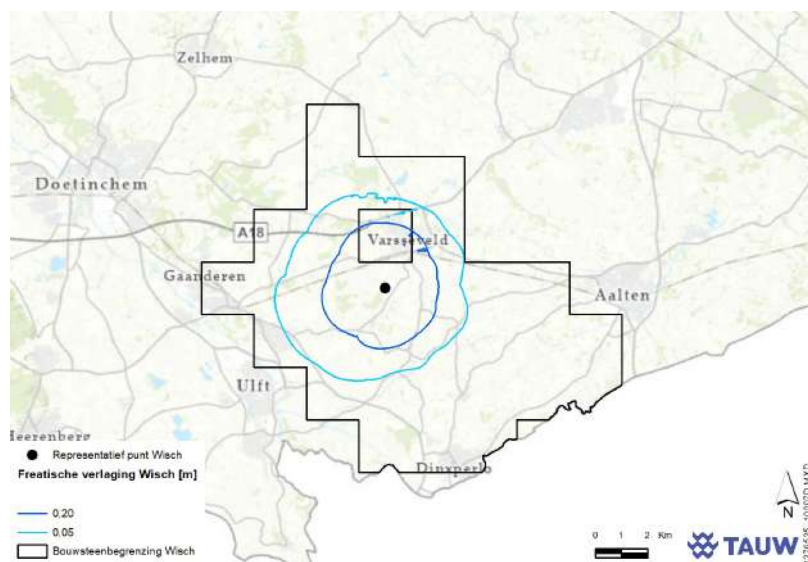 Zelhem
Doetinchem
A18
Varsseveld
Gaanderen
Aalten
Ulft
Heerenberg
Dinxperlo
Representatief punt Wisch
Freatische verlaging Wisch [m]
0,20
0,05
Bouwsteenbegrenzing Wisch
N
0 1 2 Km
TAUW